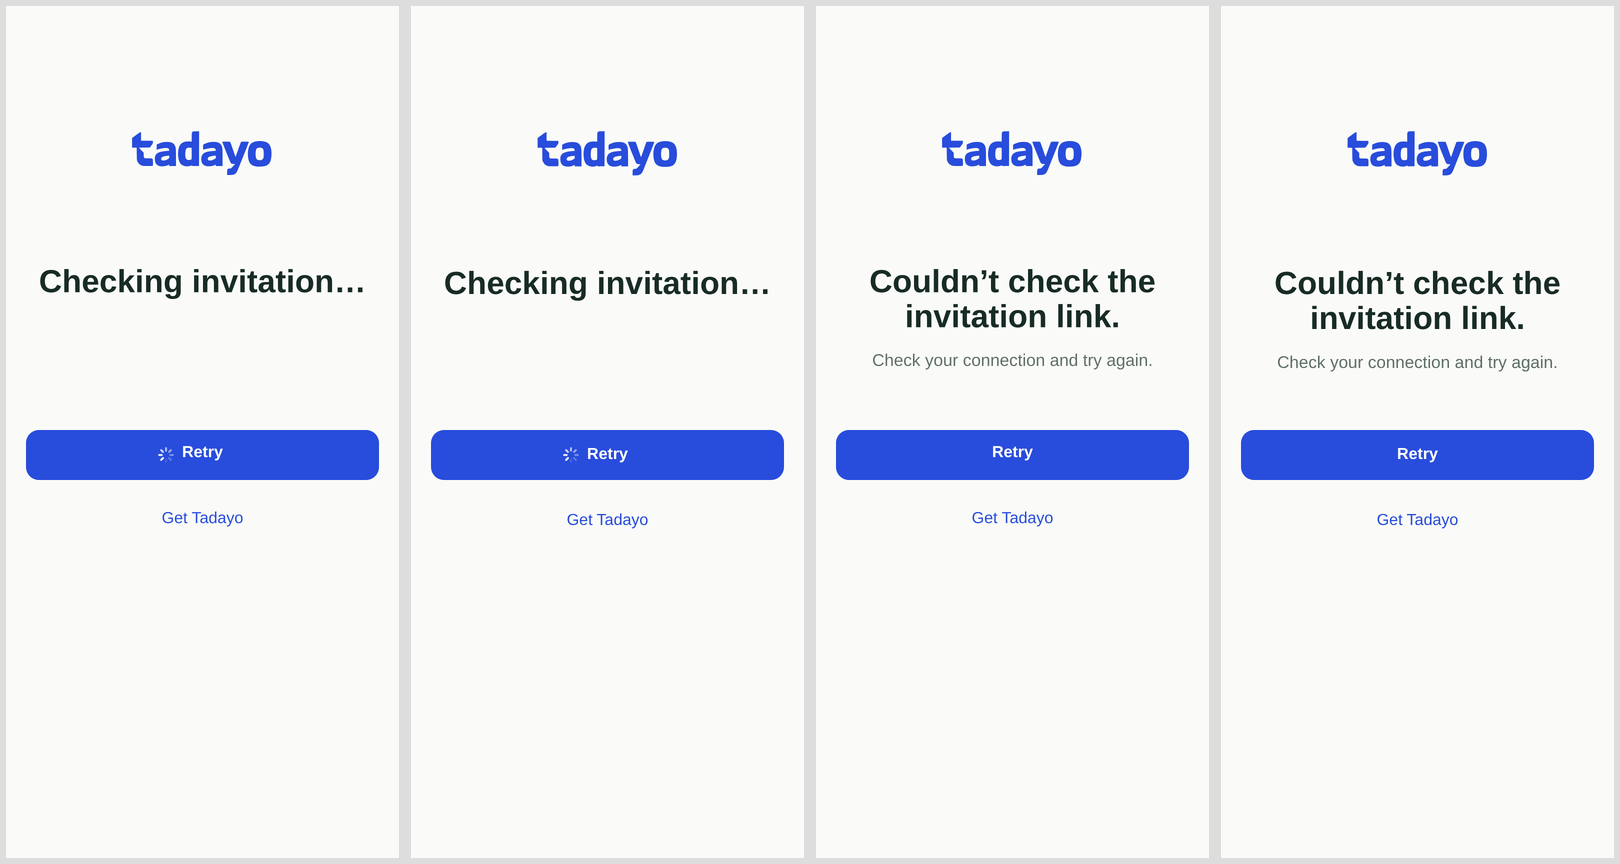 tadayo
Checking invitation…
Retry
Get Tadayo
tadayo
Checking invitation…
Retry
Get Tadayo
tadayo
Couldn’t check the
invitation link.
Check your connection and try again.
Retry
Get Tadayo
tadayo
Couldn’t check the
invitation link.
Check your connection and try again.
Retry
Get Tadayo